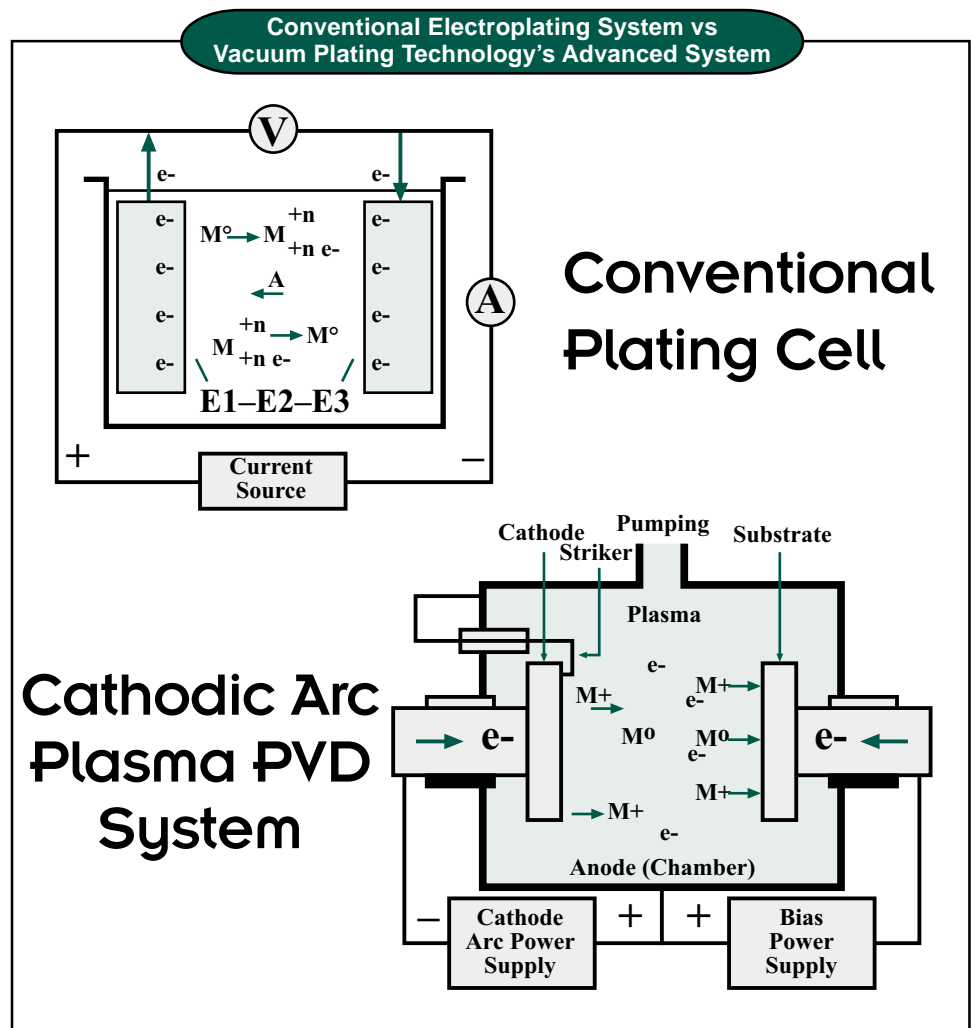 Conventional Electroplating System vs
Vacuum Plating Technology's Advanced System
V
e-
e-
e-
e-
e-
e-
e-
e-
e-
e-
M° M +n
+n e-
A
M +n
+n e- M°
E1–E2–E3
A
+
–
Current
Source
Conventional
Plating Cell
Cathode
Striker
Pumping
Substrate
Plasma
e-
M+
M+
e-
Mº
Mº
e-
M+
M+
e-
e-
e-
Anode (Chamber)
Cathodic Arc
Plasma PVD
System
–
Cathode
Arc Power
Supply
+
+
Bias
Power
Supply